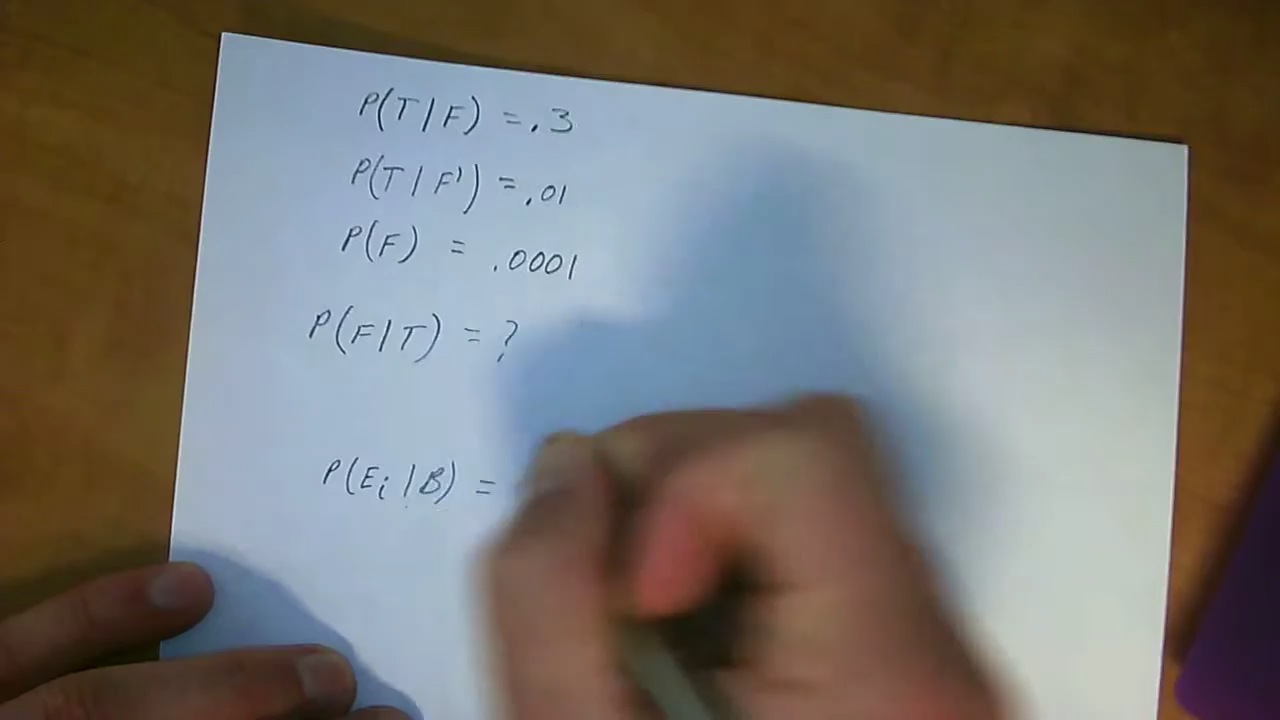 P(T|F) = .3
P(T|F') = .01
P(F) = .0001
P(F|T) = ?
P(Ei|B) =